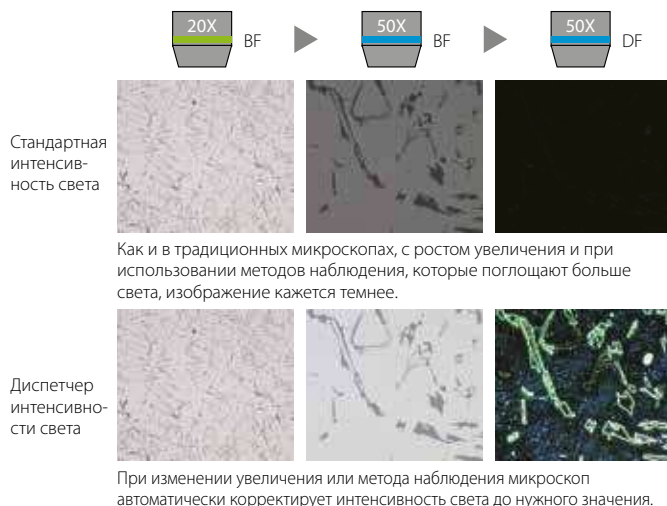 20X BF 50X BF 50X DF
Стандартная
интенсив-
ность света
Как и в традиционных микроскопах, с ростом увеличения и при
использовании методов наблюдения, которые поглощают больше
света, изображение кажется темнее.
Диспетчер
интенсивно-
сти света
При изменении увеличения или метода наблюдения микроскоп
автоматически корректирует интенсивность света до нужного значения.